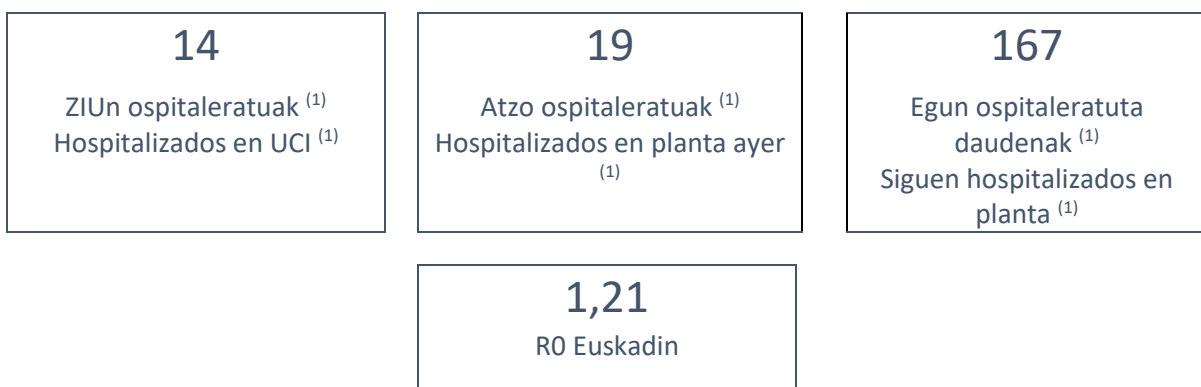 14
ZIUn ospitaleratuak (1)
Hospitalizados en UCI (1)
19
Atzo ospitaleratuak (1)
Hospitalizados en planta ayer
(1)
167
Egun ospitaleratuta
daudenak (1)
Siguen hospitalizados en
planta (1)
1,21
R0 Euskadin